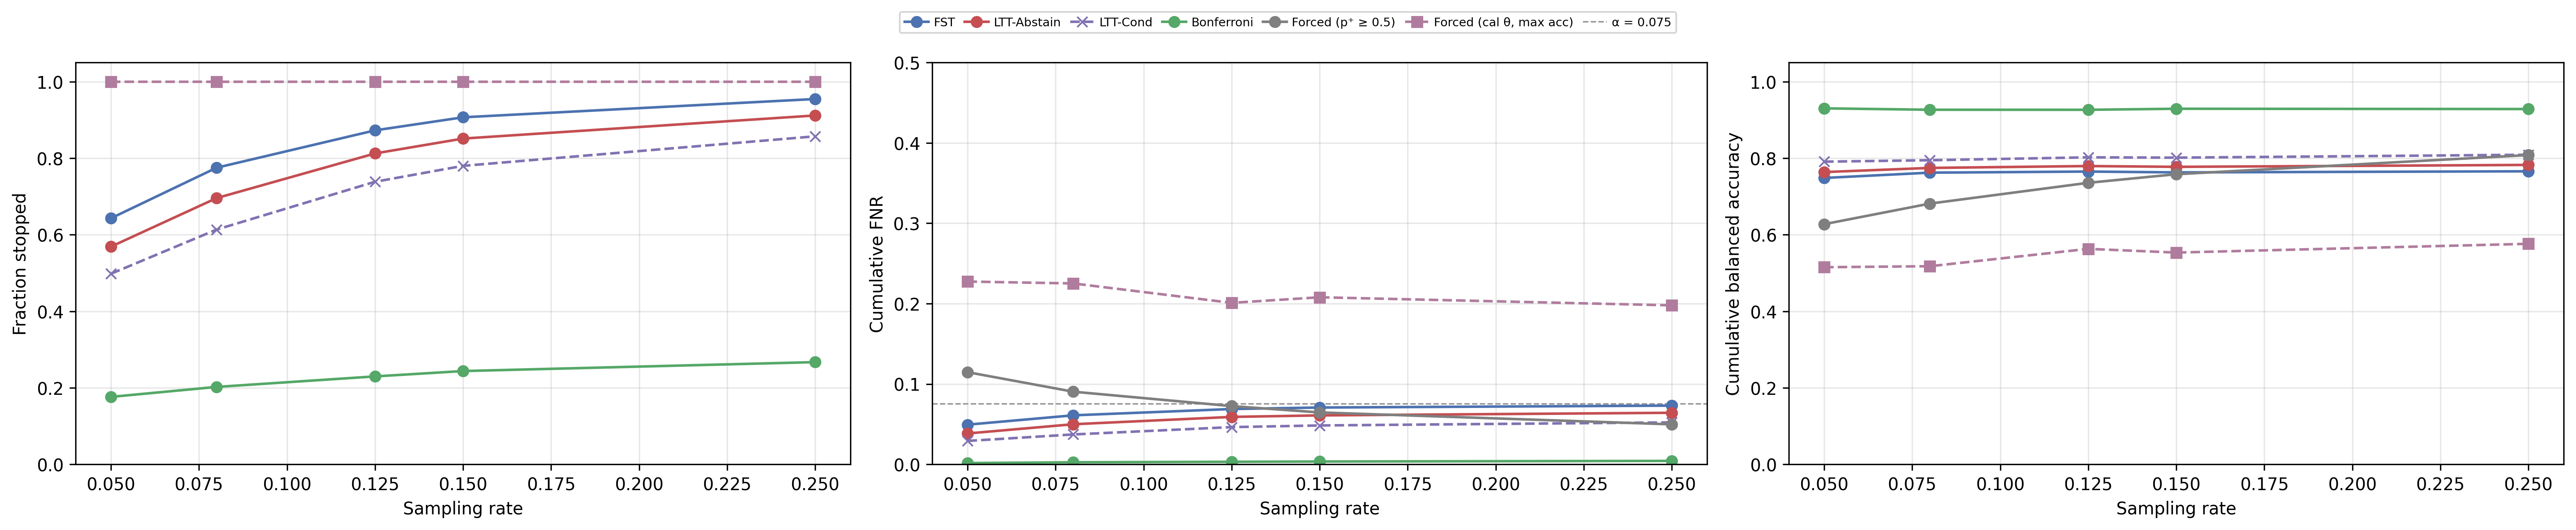 FST LTT-Abstain LTT-Cond Bonferroni Forced (p⁺ ≥ 0.5) Forced (cal θ, max acc) α = 0.075
Fraction stopped
1.0
0.8
0.6
0.4
0.2
0.0
0.050 0.075 0.100 0.125 0.150 0.175 0.200 0.225 0.250
Sampling rate
Cumulative FNR
0.5
0.4
0.3
0.2
0.1
0.0
0.050 0.075 0.100 0.125 0.150 0.175 0.200 0.225 0.250
Sampling rate
Cumulative balanced accuracy
1.0
0.8
0.6
0.4
0.2
0.0
0.050 0.075 0.100 0.125 0.150 0.175 0.200 0.225 0.250
Sampling rate